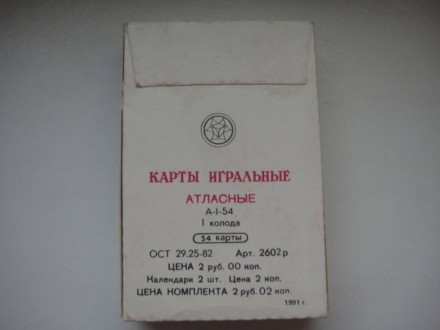 КАРТЫ ИГРАЛЬНЫЕ
АТЛАСНЫЕ
А-I-54
I колода
54 карты
ОСТ 29.25-82 Арт. 2602р
ЦЕНА 2 руб. 00 коп.
Календари 2 шт. Цена 2 коп.
ЦЕНА КОМПЛЕКТА 2 руб. 02 коп.
1991 г.